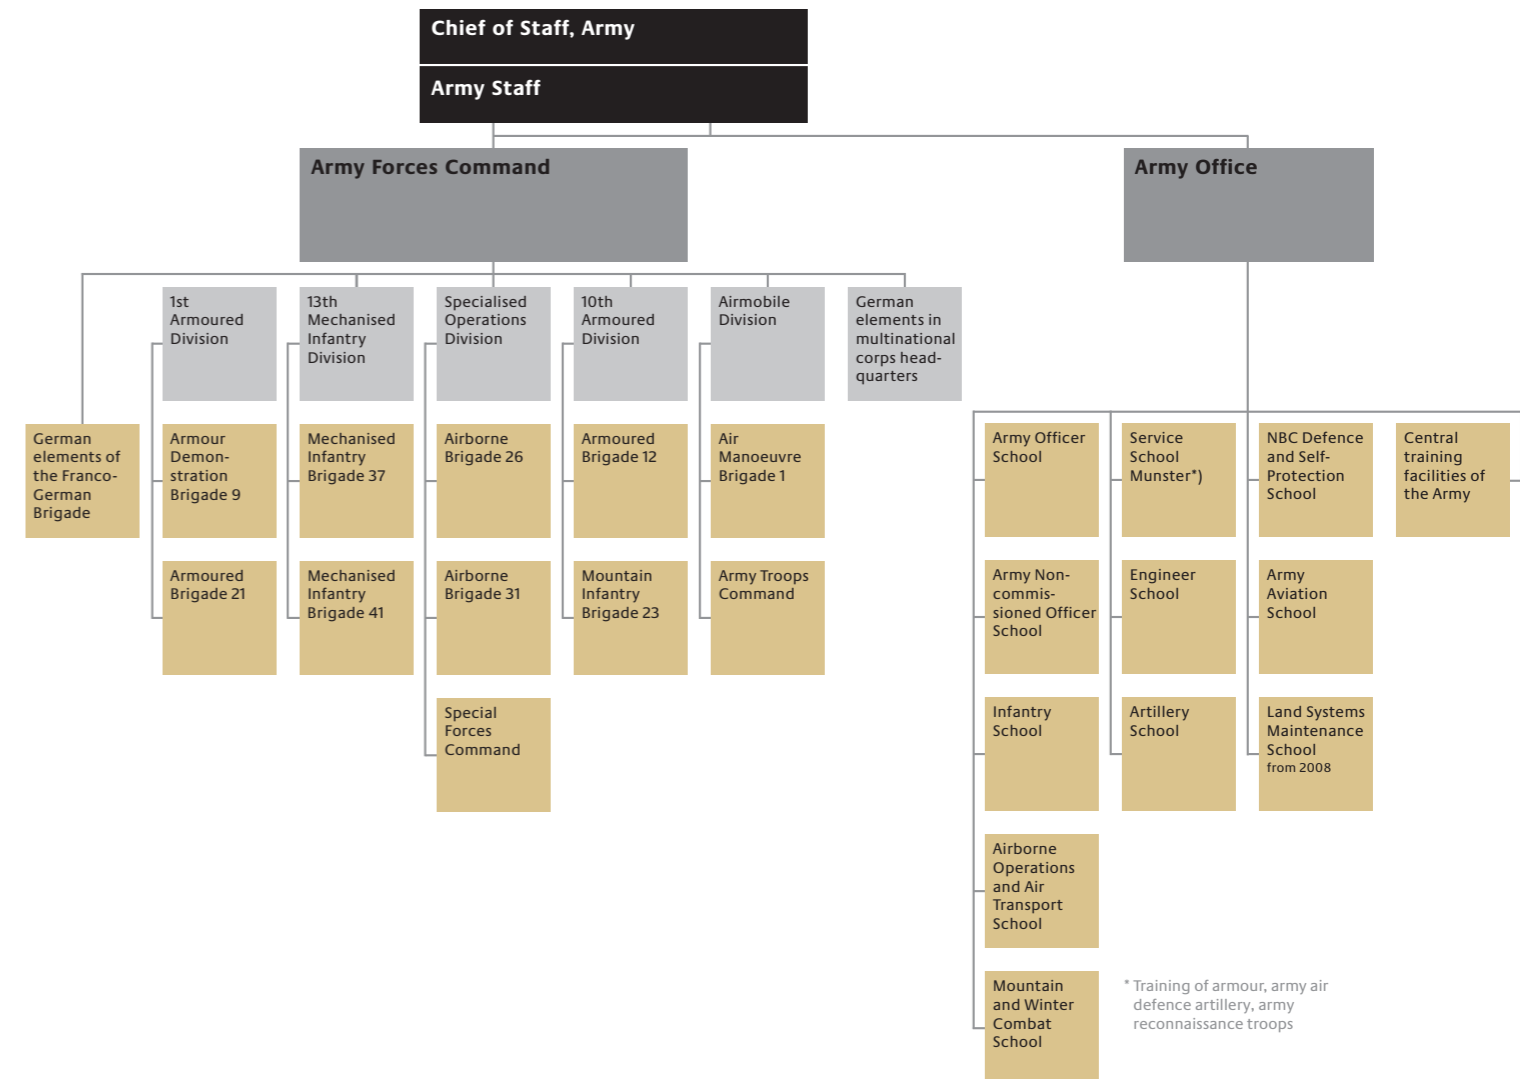 Chief of Staff, Army
Army Staff
Army Forces Command
Army Office
1st
Armoured
Division
13th
Mechanised
Infantry
Division
Specialised
Operations
Division
10th
Armoured
Division
Airmobile
Division
German
elements in
multinational
corps head-
quarters
German
elements of
the Franco-
German
Brigade
Armour
Demon-
stration
Brigade 9
Mechanised
Infantry
Brigade 37
Airborne
Brigade 26
Armoured
Brigade 12
Air
Manoeuvre
Brigade 1
Armoured
Brigade 21
Mechanised
Infantry
Brigade 41
Airborne
Brigade 31
Mountain
Infantry
Brigade 23
Army Troops
Command
Special
Forces
Command
Army Officer
School
Service
School
Munster*)
NBC Defence
and Self-
Protection
School
Central
training
facilities of
the Army
Army Non-
commis-
sioned Officer
School
Engineer
School
Army
Aviation
School
Infantry
School
Artillery
School
Land Systems
Maintenance
School
from 2008
Airborne
Operations
and Air
Transport
School
Mountain
and Winter
Combat
School
* Training of armour, army air
defence artillery, army
reconnaissance troops